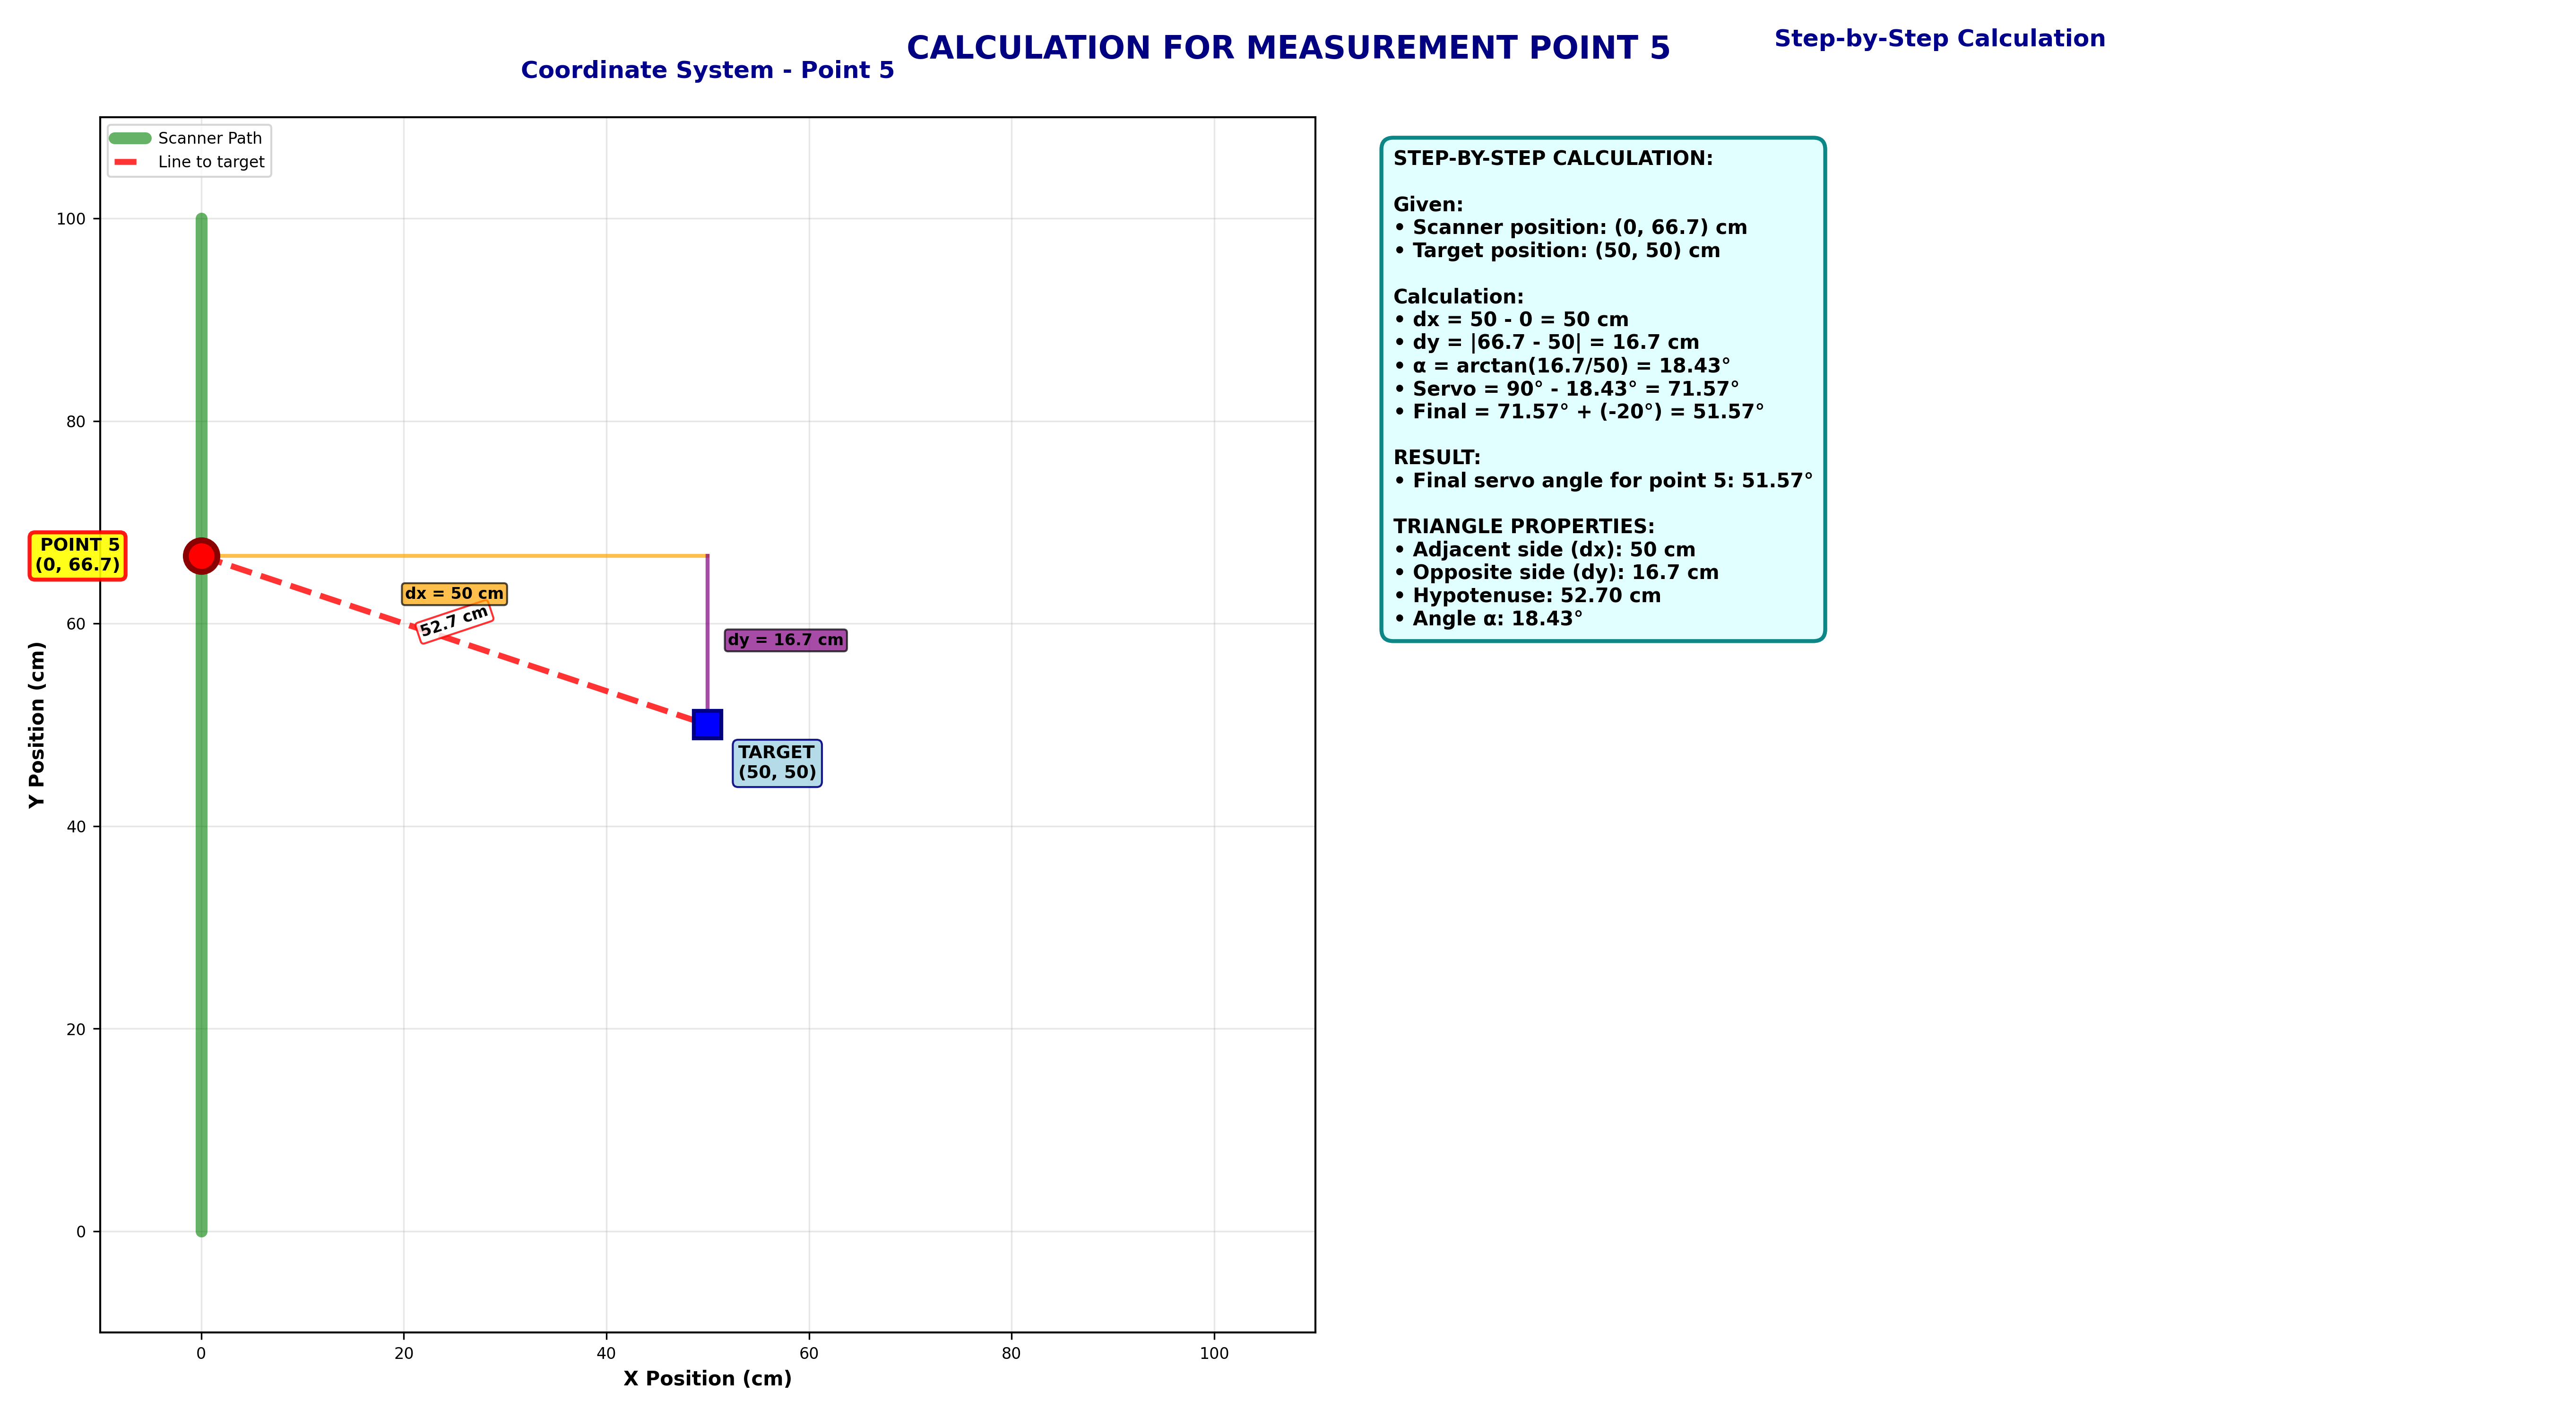 CALCULATION FOR MEASUREMENT POINT 5
Coordinate System - Point 5
Scanner Path
Line to target
100
80
60
40
20
0
Y Position (cm)
POINT 5
(0, 66.7)
dx = 50 cm
52.7 cm
dy = 16.7 cm
TARGET
(50, 50)
0
20
40
60
80
100
X Position (cm)
Step-by-Step Calculation
STEP-BY-STEP CALCULATION:
Given:
• Scanner position: (0, 66.7) cm
• Target position: (50, 50) cm
Calculation:
• dx = 50 - 0 = 50 cm
• dy = |66.7 - 50| = 16.7 cm
• α = arctan(16.7/50) = 18.43°
• Servo = 90° - 18.43° = 71.57°
• Final = 71.57° + (-20°) = 51.57°
RESULT:
• Final servo angle for point 5: 51.57°
TRIANGLE PROPERTIES:
• Adjacent side (dx): 50 cm
• Opposite side (dy): 16.7 cm
• Hypotenuse: 52.70 cm
• Angle α: 18.43°